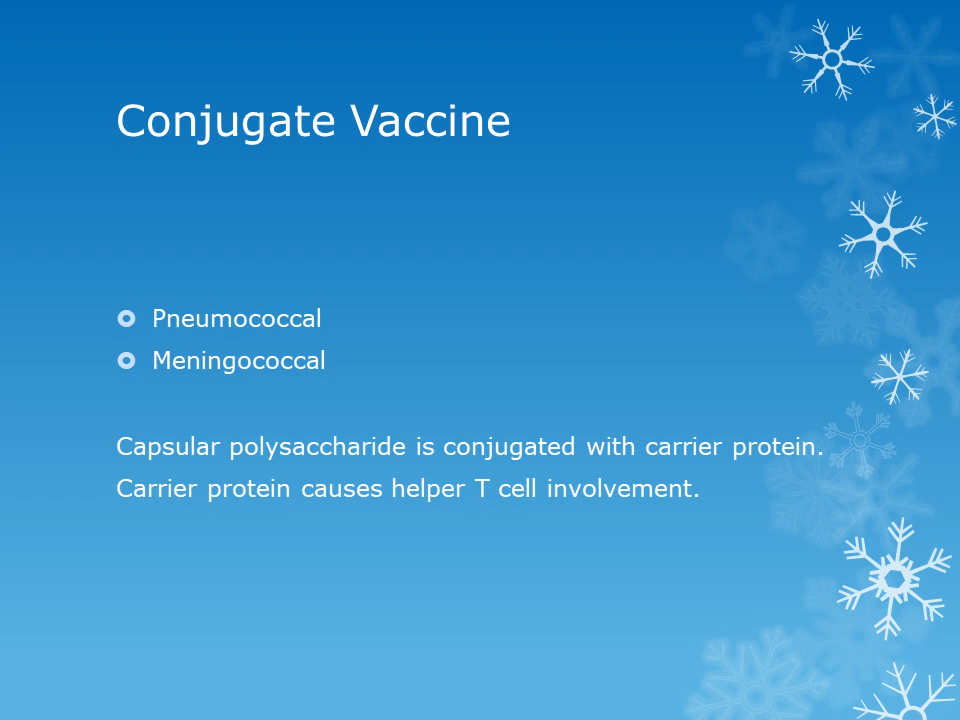 Conjugate Vaccine
Pneumococcal
Meningococcal
Capsular polysaccharide is conjugated with carrier protein.
Carrier protein causes helper T cell involvement.